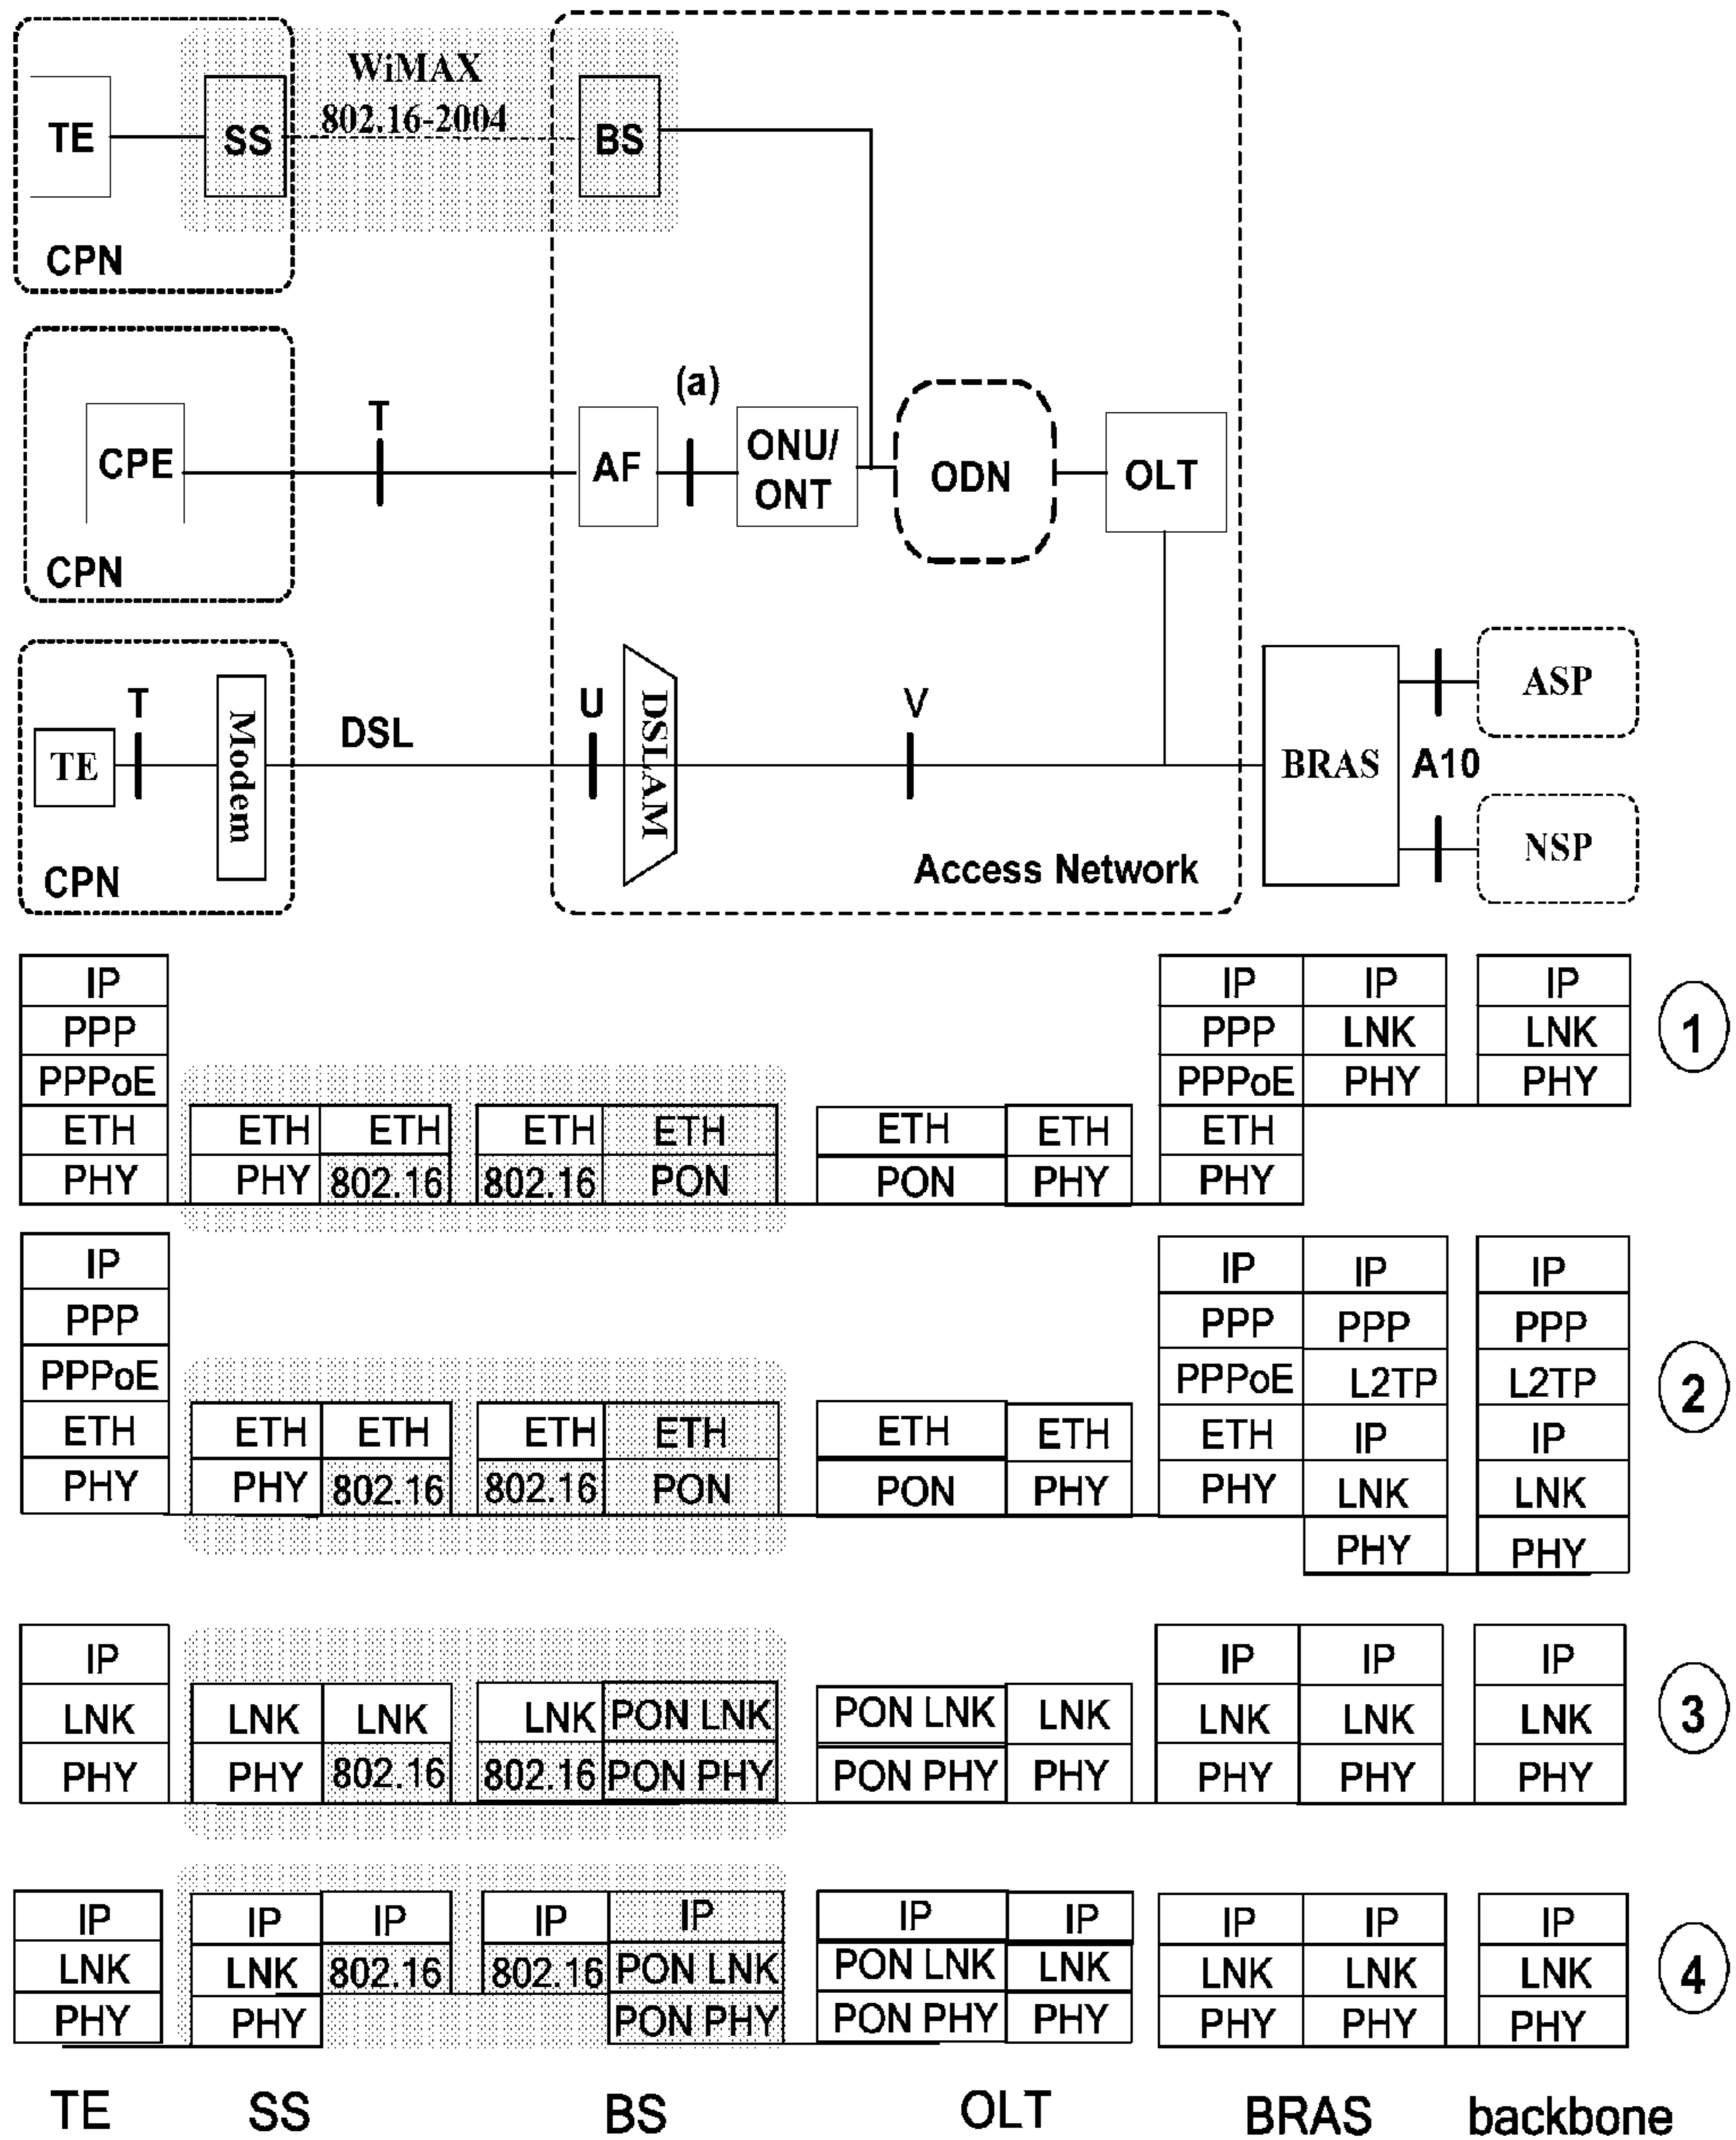 WiMAX
802.16-2004
TE
SS
BS
CPN
(a)
T
CPE
AF
ONU/
ONT
ODN
OLT
CPN
T
Modem
DSL
U
DSLAM
V
TE
BRAS
A10
ASP
NSP
CPN
Access Network
IP IP IP IP
PPP PPP LNK LNK 1
PPPoE PPPoE PHY PHY
ETH ETH ETH ETH ETH ETH ETH ETH
PHY PHY 802.16 802.16 PON PON PHY PHY
IP IP IP IP
PPP PPP PPP PPP
PPPoE PPPoE L2TP L2TP 2
ETH ETH ETH ETH ETH ETH ETH ETH IP IP
PHY PHY 802.16 802.16 PON PON PHY PHY LNK LNK
PHY PHY
IP IP IP IP
LNK LNK LNK LNK PON LNK PON LNK LNK LNK LNK LNK 3
PHY PHY 802.16 802.16 PON PHY PON PHY PHY PHY PHY PHY
IP IP IP IP IP IP IP IP IP IP
LNK LNK 802.16 802.16 PON LNK PON LNK LNK LNK LNK LNK 4
PHY PHY PON PHY PON PHY PHY PHY PHY PHY
TE SS BS OLT BRAS backbone